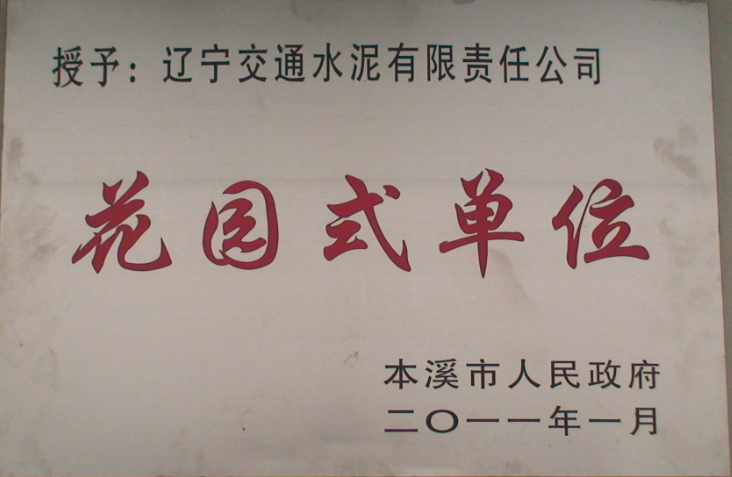 授予：辽宁交通水泥有限责任公司
花园式单位
本溪市人民政府
二〇一一年一月